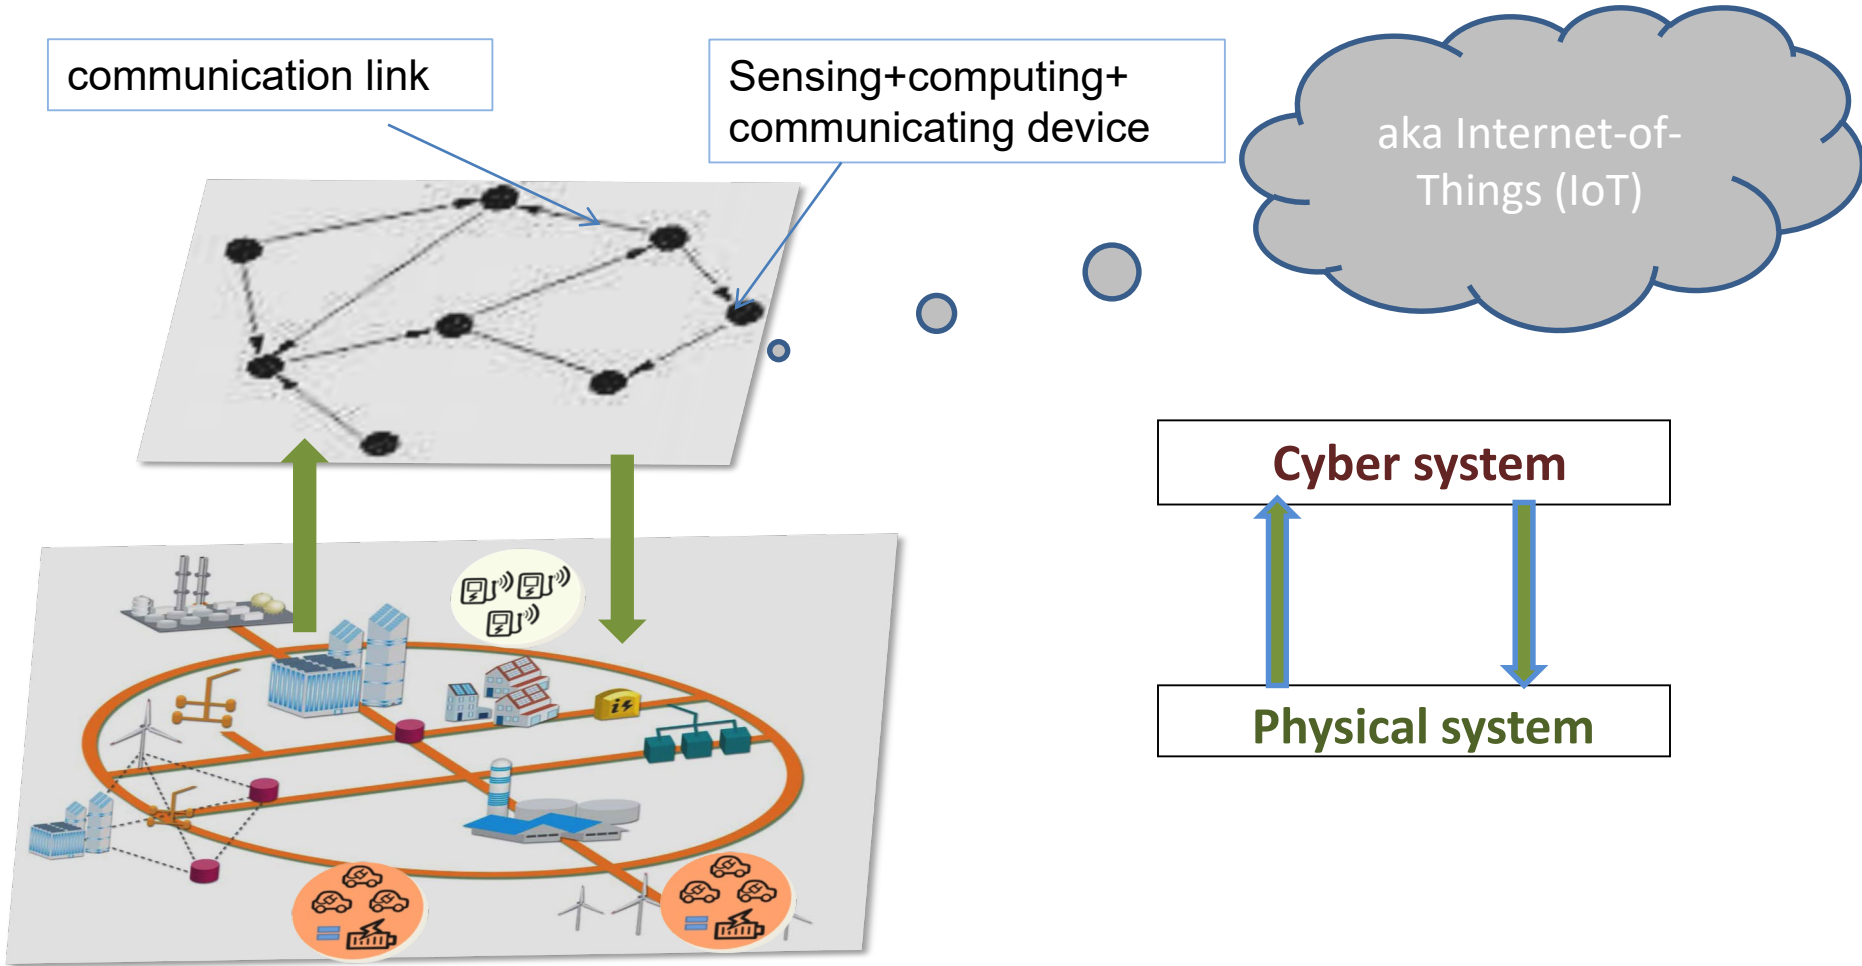 communication link
Sensing+computing+
communicating device
aka Internet-of-
Things (IoT)
Cyber system
Physical system